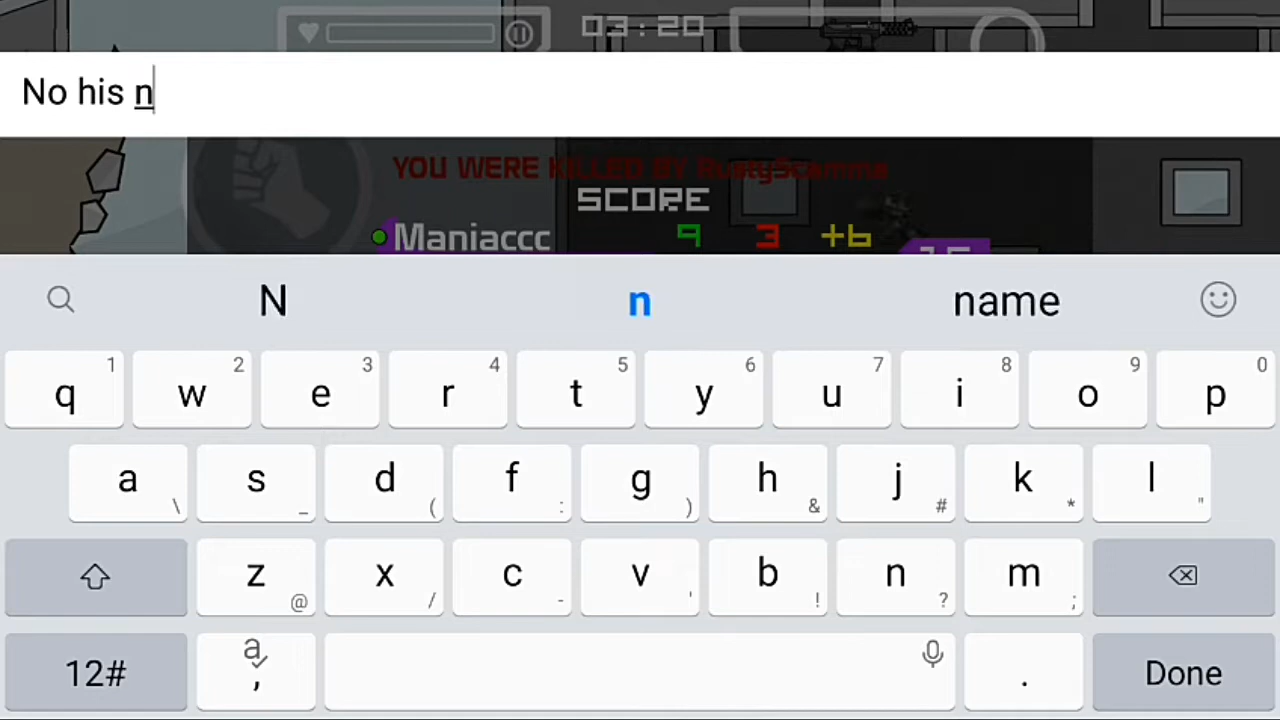 03:20
No his n
YOU WERE KILLED BY RustyScamma
SCORE
Maniaccc 9 3 +6
N n name
q 1 w 2 e 3 r 4 t 5 y 6 u 7 i 8 o 9 p 0
a \ s _ d ( f : g ) h & j # k * l "
z @ x / c - v ' b ! n ? m ;
12# a , . Done